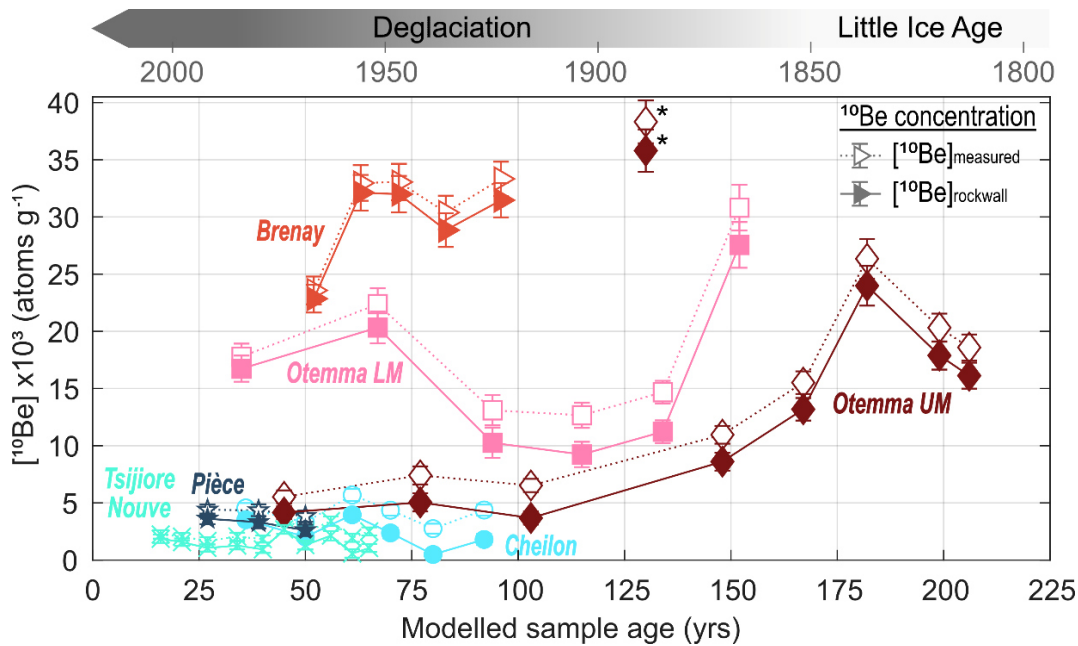 Deglaciation Little Ice Age
2000 1950 1900 1850 1800
40
35
30
25
20
15
10
5
0
[¹⁰Be] x10³ (atoms g⁻¹)
* 
*
¹⁰Be concentration
[¹⁰Be]measured
[¹⁰Be]rockwall
Brenay
Otemma LM
Otemma UM
Tsijiore
Nouve
Pièce
Cheilon
0 25 50 75 100 125 150 175 200 225
Modelled sample age (yrs)